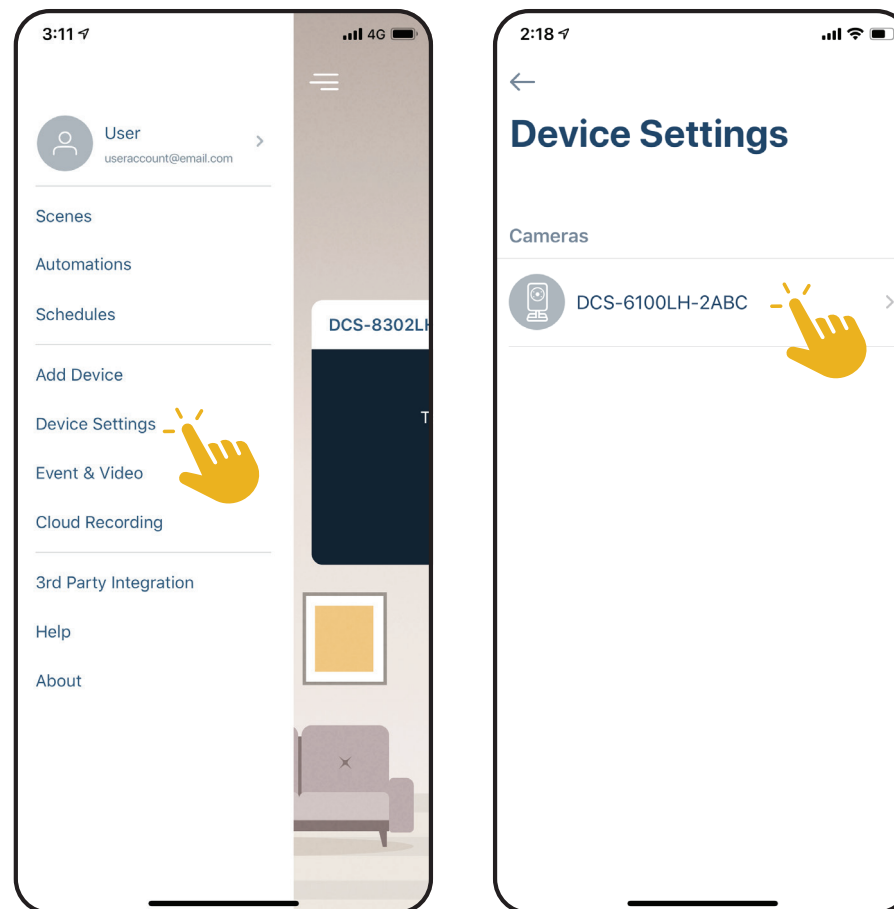 3:11
4G
User
useraccount@email.com
Scenes
Automations
Schedules
Add Device
Device Settings
Event & Video
Cloud Recording
3rd Party Integration
Help
About
DCS-8302LH
T
2:18
Device Settings
Cameras
DCS-6100LH-2ABC